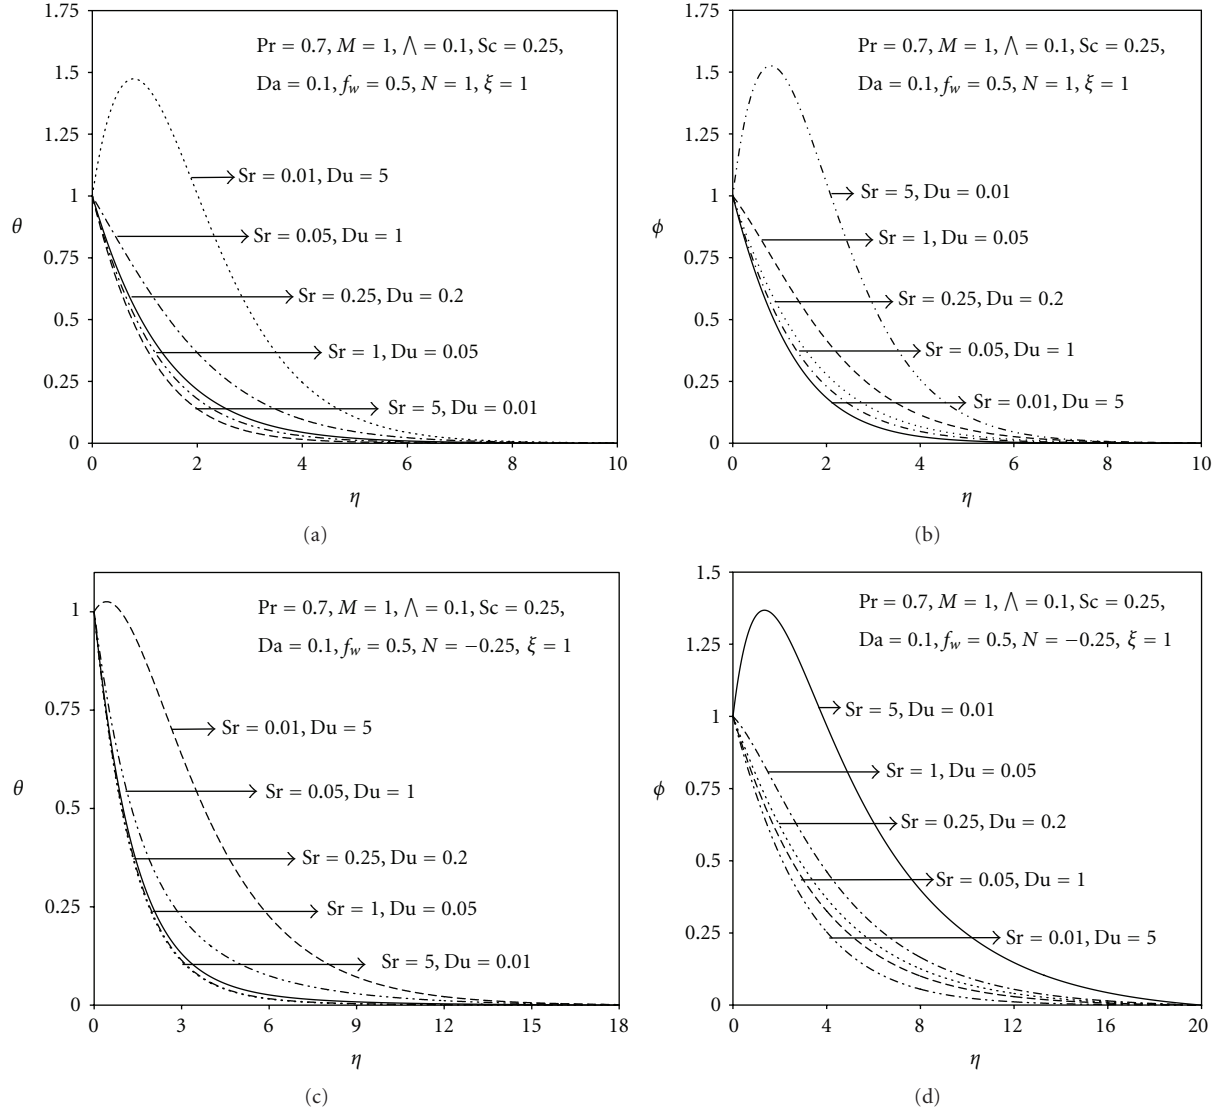 1.75
1.5
1.25
1
0.75
0.5
0.25
0
θ
Pr = 0.7, M = 1, Λ = 0.1, Sc = 0.25,
Da = 0.1, f_w = 0.5, N = 1, ξ = 1
Sr = 0.01, Du = 5
Sr = 0.05, Du = 1
Sr = 0.25, Du = 0.2
Sr = 1, Du = 0.05
Sr = 5, Du = 0.01
0 2 4 6 8 10
η
(a)
1.75
1.5
1.25
1
0.75
0.5
0.25
0
ϕ
Pr = 0.7, M = 1, Λ = 0.1, Sc = 0.25,
Da = 0.1, f_w = 0.5, N = 1, ξ = 1
Sr = 5, Du = 0.01
Sr = 1, Du = 0.05
Sr = 0.25, Du = 0.2
Sr = 0.05, Du = 1
Sr = 0.01, Du = 5
0 2 4 6 8 10
η
(b)
1
0.75
0.5
0.25
0
θ
Pr = 0.7, M = 1, Λ = 0.1, Sc = 0.25,
Da = 0.1, f_w = 0.5, N = −0.25, ξ = 1
Sr = 0.01, Du = 5
Sr = 0.05, Du = 1
Sr = 0.25, Du = 0.2
Sr = 1, Du = 0.05
Sr = 5, Du = 0.01
0 3 6 9 12 15 18
η
(c)
1.5
1.25
1
0.75
0.5
0.25
0
ϕ
Pr = 0.7, M = 1, Λ = 0.1, Sc = 0.25,
Da = 0.1, f_w = 0.5, N = −0.25, ξ = 1
Sr = 5, Du = 0.01
Sr = 1, Du = 0.05
Sr = 0.25, Du = 0.2
Sr = 0.05, Du = 1
Sr = 0.01, Du = 5
0 4 8 12 16 20
η
(d)